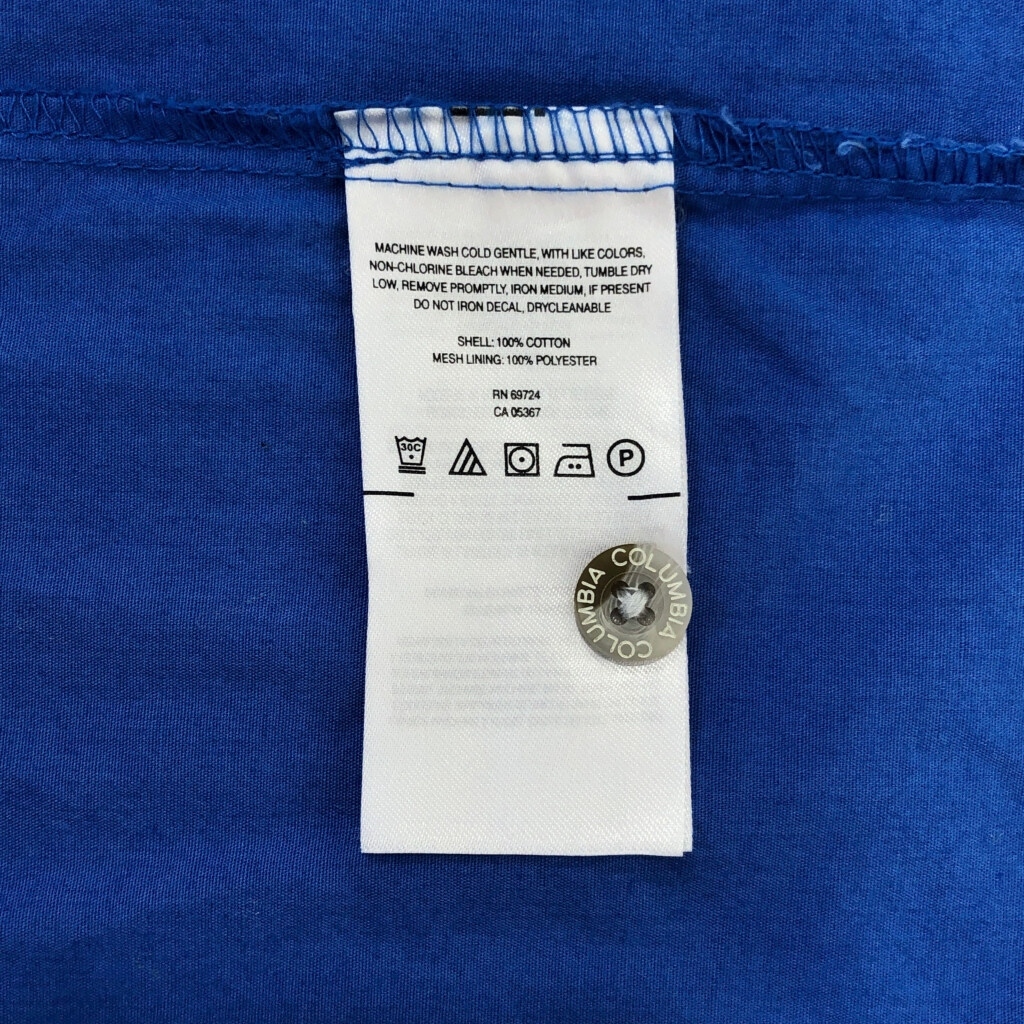 MACHINE WASH COLD GENTLE, WITH LIKE COLORS,
NON-CHLORINE BLEACH WHEN NEEDED, TUMBLE DRY
LOW, REMOVE PROMPTLY, IRON MEDIUM, IF PRESENT
DO NOT IRON DECAL, DRYCLEANABLE
SHELL: 100% COTTON
MESH LINING: 100% POLYESTER
RN 69724
CA 05367
30C
P
COLUMBIA COLUMBIA